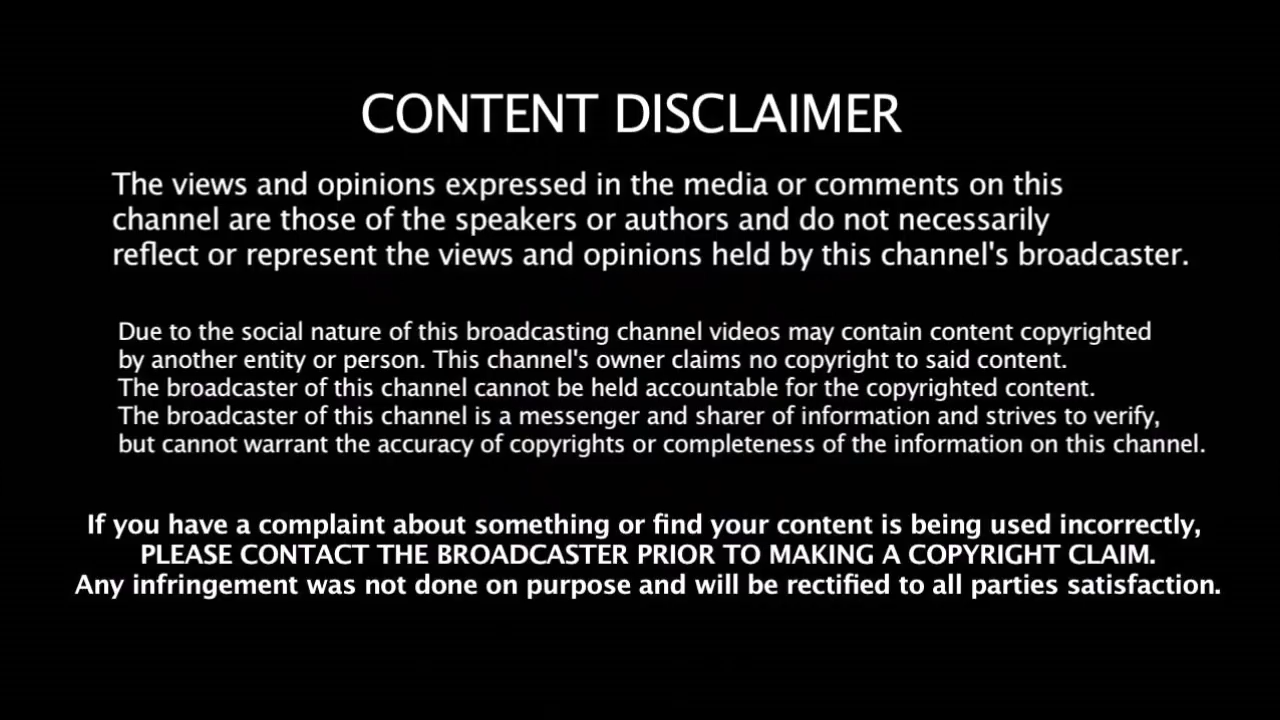 CONTENT DISCLAIMER
The views and opinions expressed in the media or comments on this
channel are those of the speakers or authors and do not necessarily
reflect or represent the views and opinions held by this channel's broadcaster.
Due to the social nature of this broadcasting channel videos may contain content copyrighted
by another entity or person. This channel's owner claims no copyright to said content.
The broadcaster of this channel cannot be held accountable for the copyrighted content.
The broadcaster of this channel is a messenger and sharer of information and strives to verify,
but cannot warrant the accuracy of copyrights or completeness of the information on this channel.
If you have a complaint about something or find your content is being used incorrectly,
PLEASE CONTACT THE BROADCASTER PRIOR TO MAKING A COPYRIGHT CLAIM.
Any infringement was not done on purpose and will be rectified to all parties satisfaction.